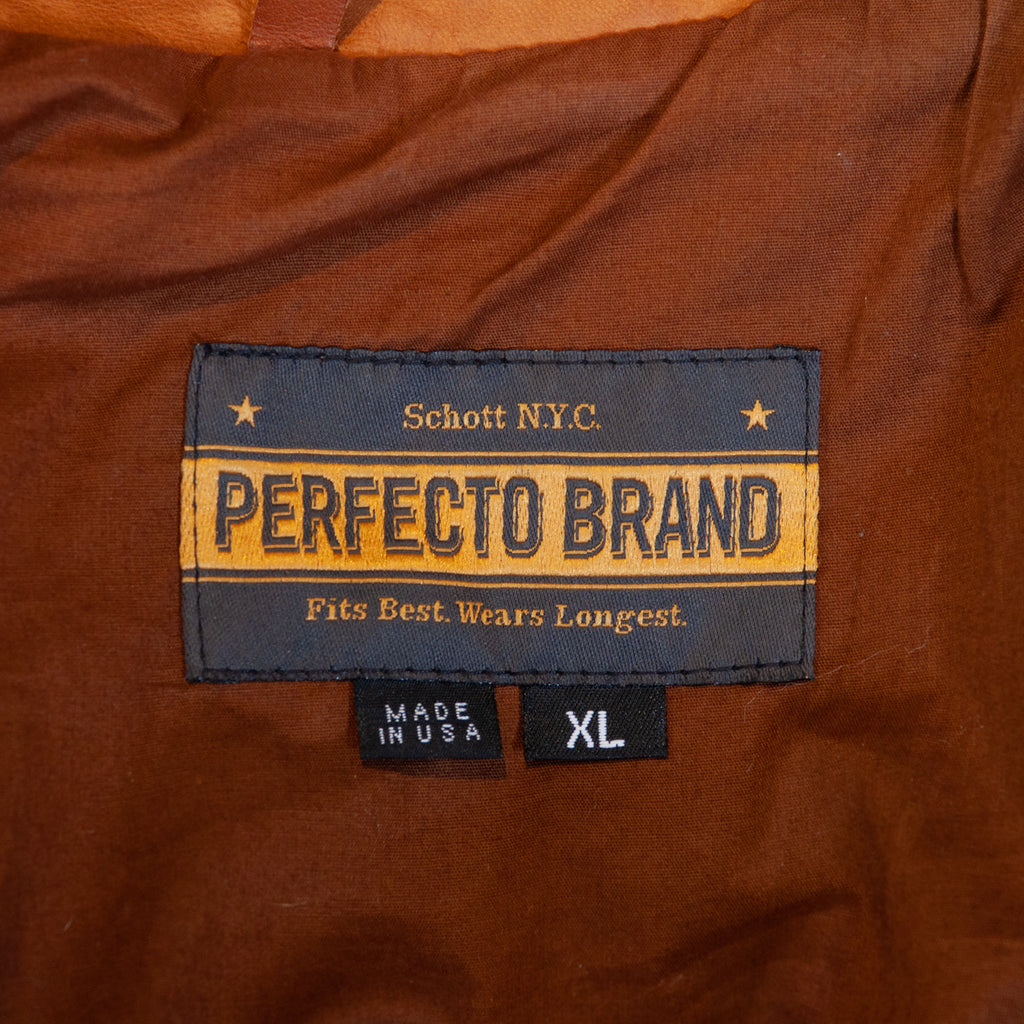 Schott N.Y.C.
PERFECTO BRAND
Fits Best. Wears Longest.
MADE
IN USA
XL